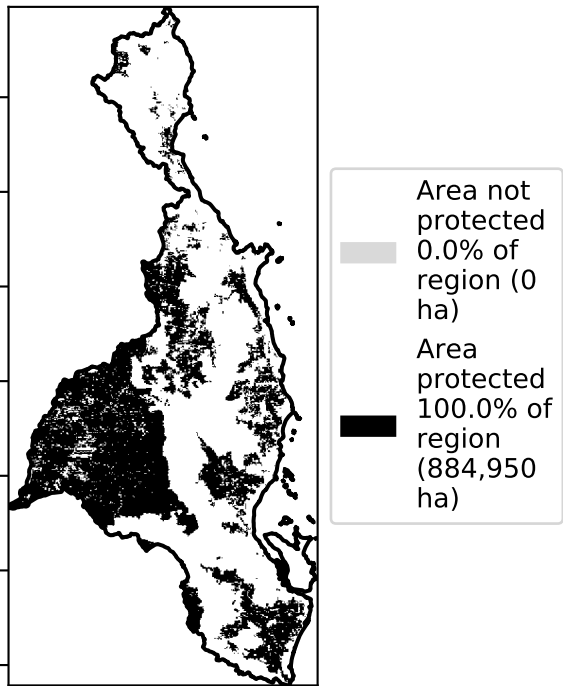 Area not
protected
0.0% of
region (0
ha)
Area
protected
100.0% of
region
(884,950
ha)